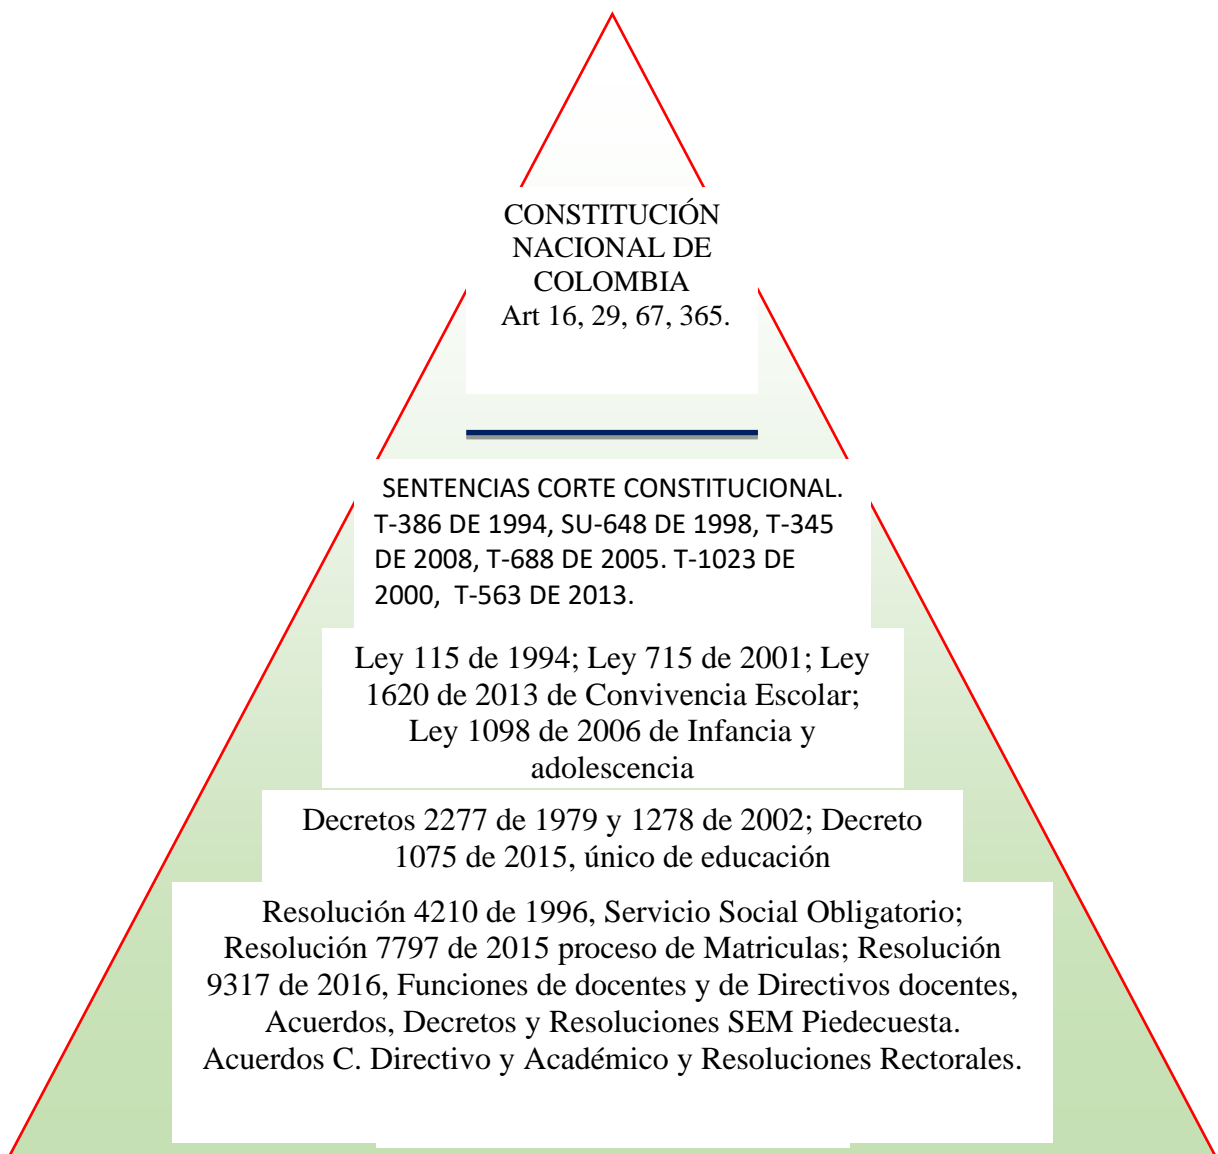 CONSTITUCIÓN
NACIONAL DE
COLOMBIA
Art 16, 29, 67, 365.
SENTENCIAS CORTE CONSTITUCIONAL.
T-386 DE 1994, SU-648 DE 1998, T-345
DE 2008, T-688 DE 2005. T-1023 DE
2000, T-563 DE 2013.
Ley 115 de 1994; Ley 715 de 2001; Ley
1620 de 2013 de Convivencia Escolar;
Ley 1098 de 2006 de Infancia y
adolescencia
Decretos 2277 de 1979 y 1278 de 2002; Decreto
1075 de 2015, único de educación
Resolución 4210 de 1996, Servicio Social Obligatorio;
Resolución 7797 de 2015 proceso de Matriculas; Resolución
9317 de 2016, Funciones de docentes y de Directivos docentes,
Acuerdos, Decretos y Resoluciones SEM Piedecuesta.
Acuerdos C. Directivo y Académico y Resoluciones Rectorales.